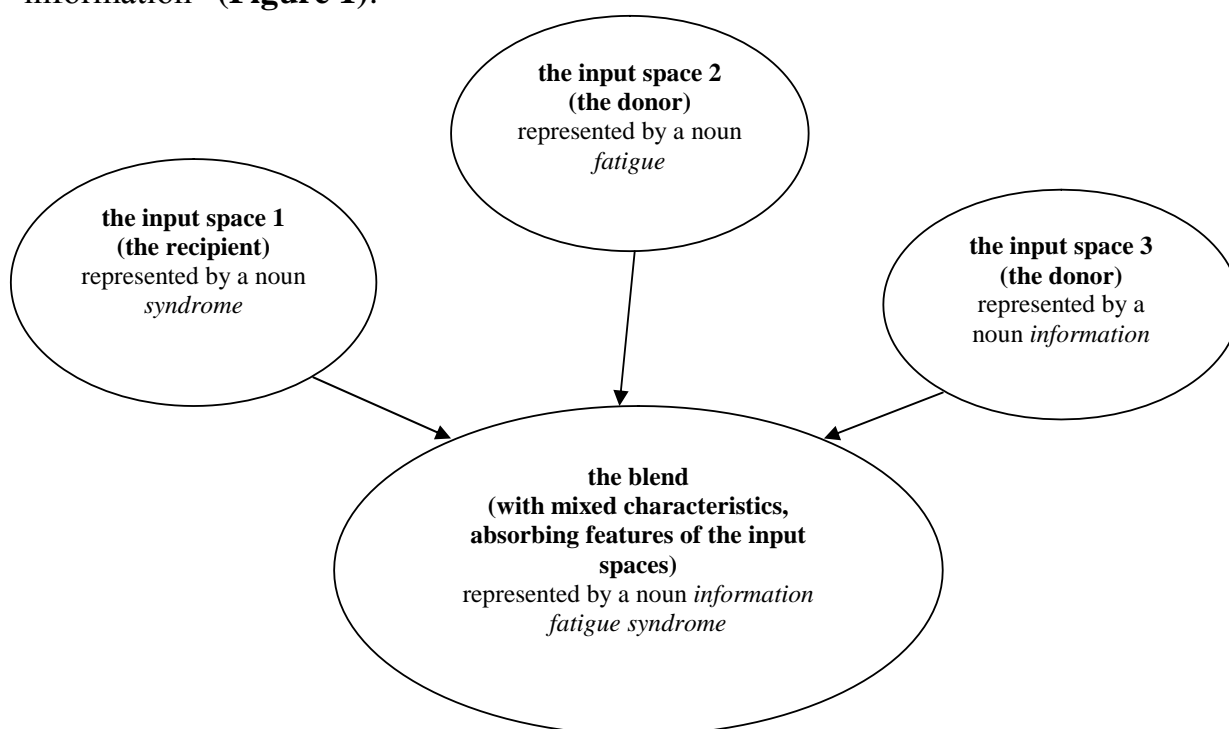 information" (Figure 1).
the input space 2
(the donor)
represented by a noun
fatigue
the input space 1
(the recipient)
represented by a noun
syndrome
the input space 3
(the donor)
represented by a
noun information
the blend
(with mixed characteristics,
absorbing features of the input
spaces)
represented by a noun information
fatigue syndrome